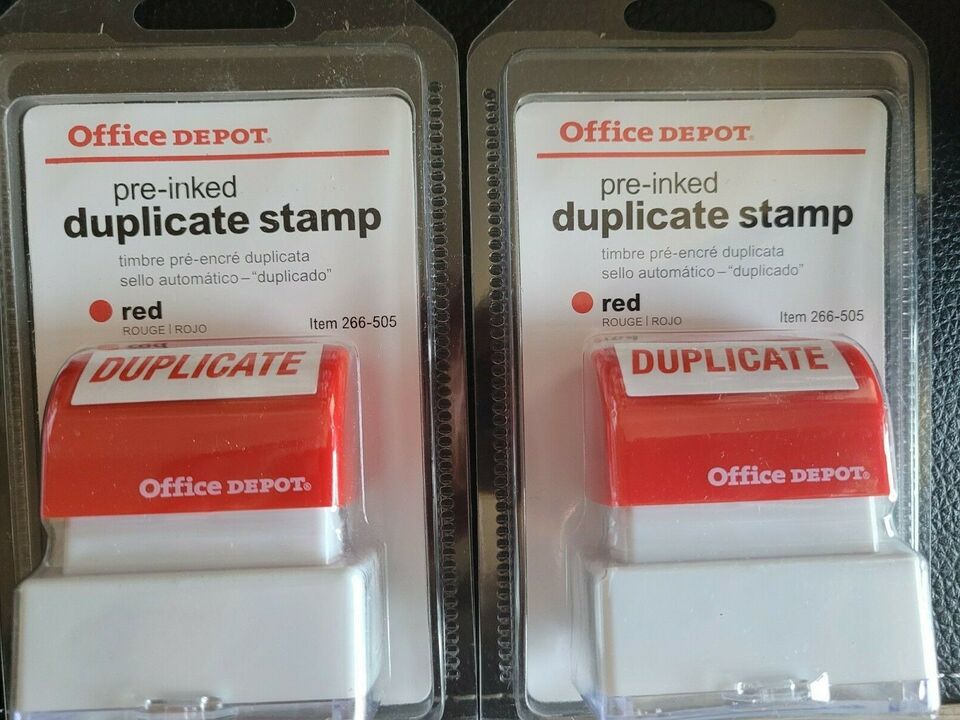 Office DEPOT®
pre-inked
duplicate stamp
timbre pré-encré duplicata
sello automático – "duplicado"
red
ROUGE | ROJO
Item 266-505
DUPLICATE
Office DEPOT®
Office DEPOT®
pre-inked
duplicate stamp
timbre pré-encré duplicata
sello automático – "duplicado"
red
ROUGE | ROJO
Item 266-505
DUPLICATE
Office DEPOT®